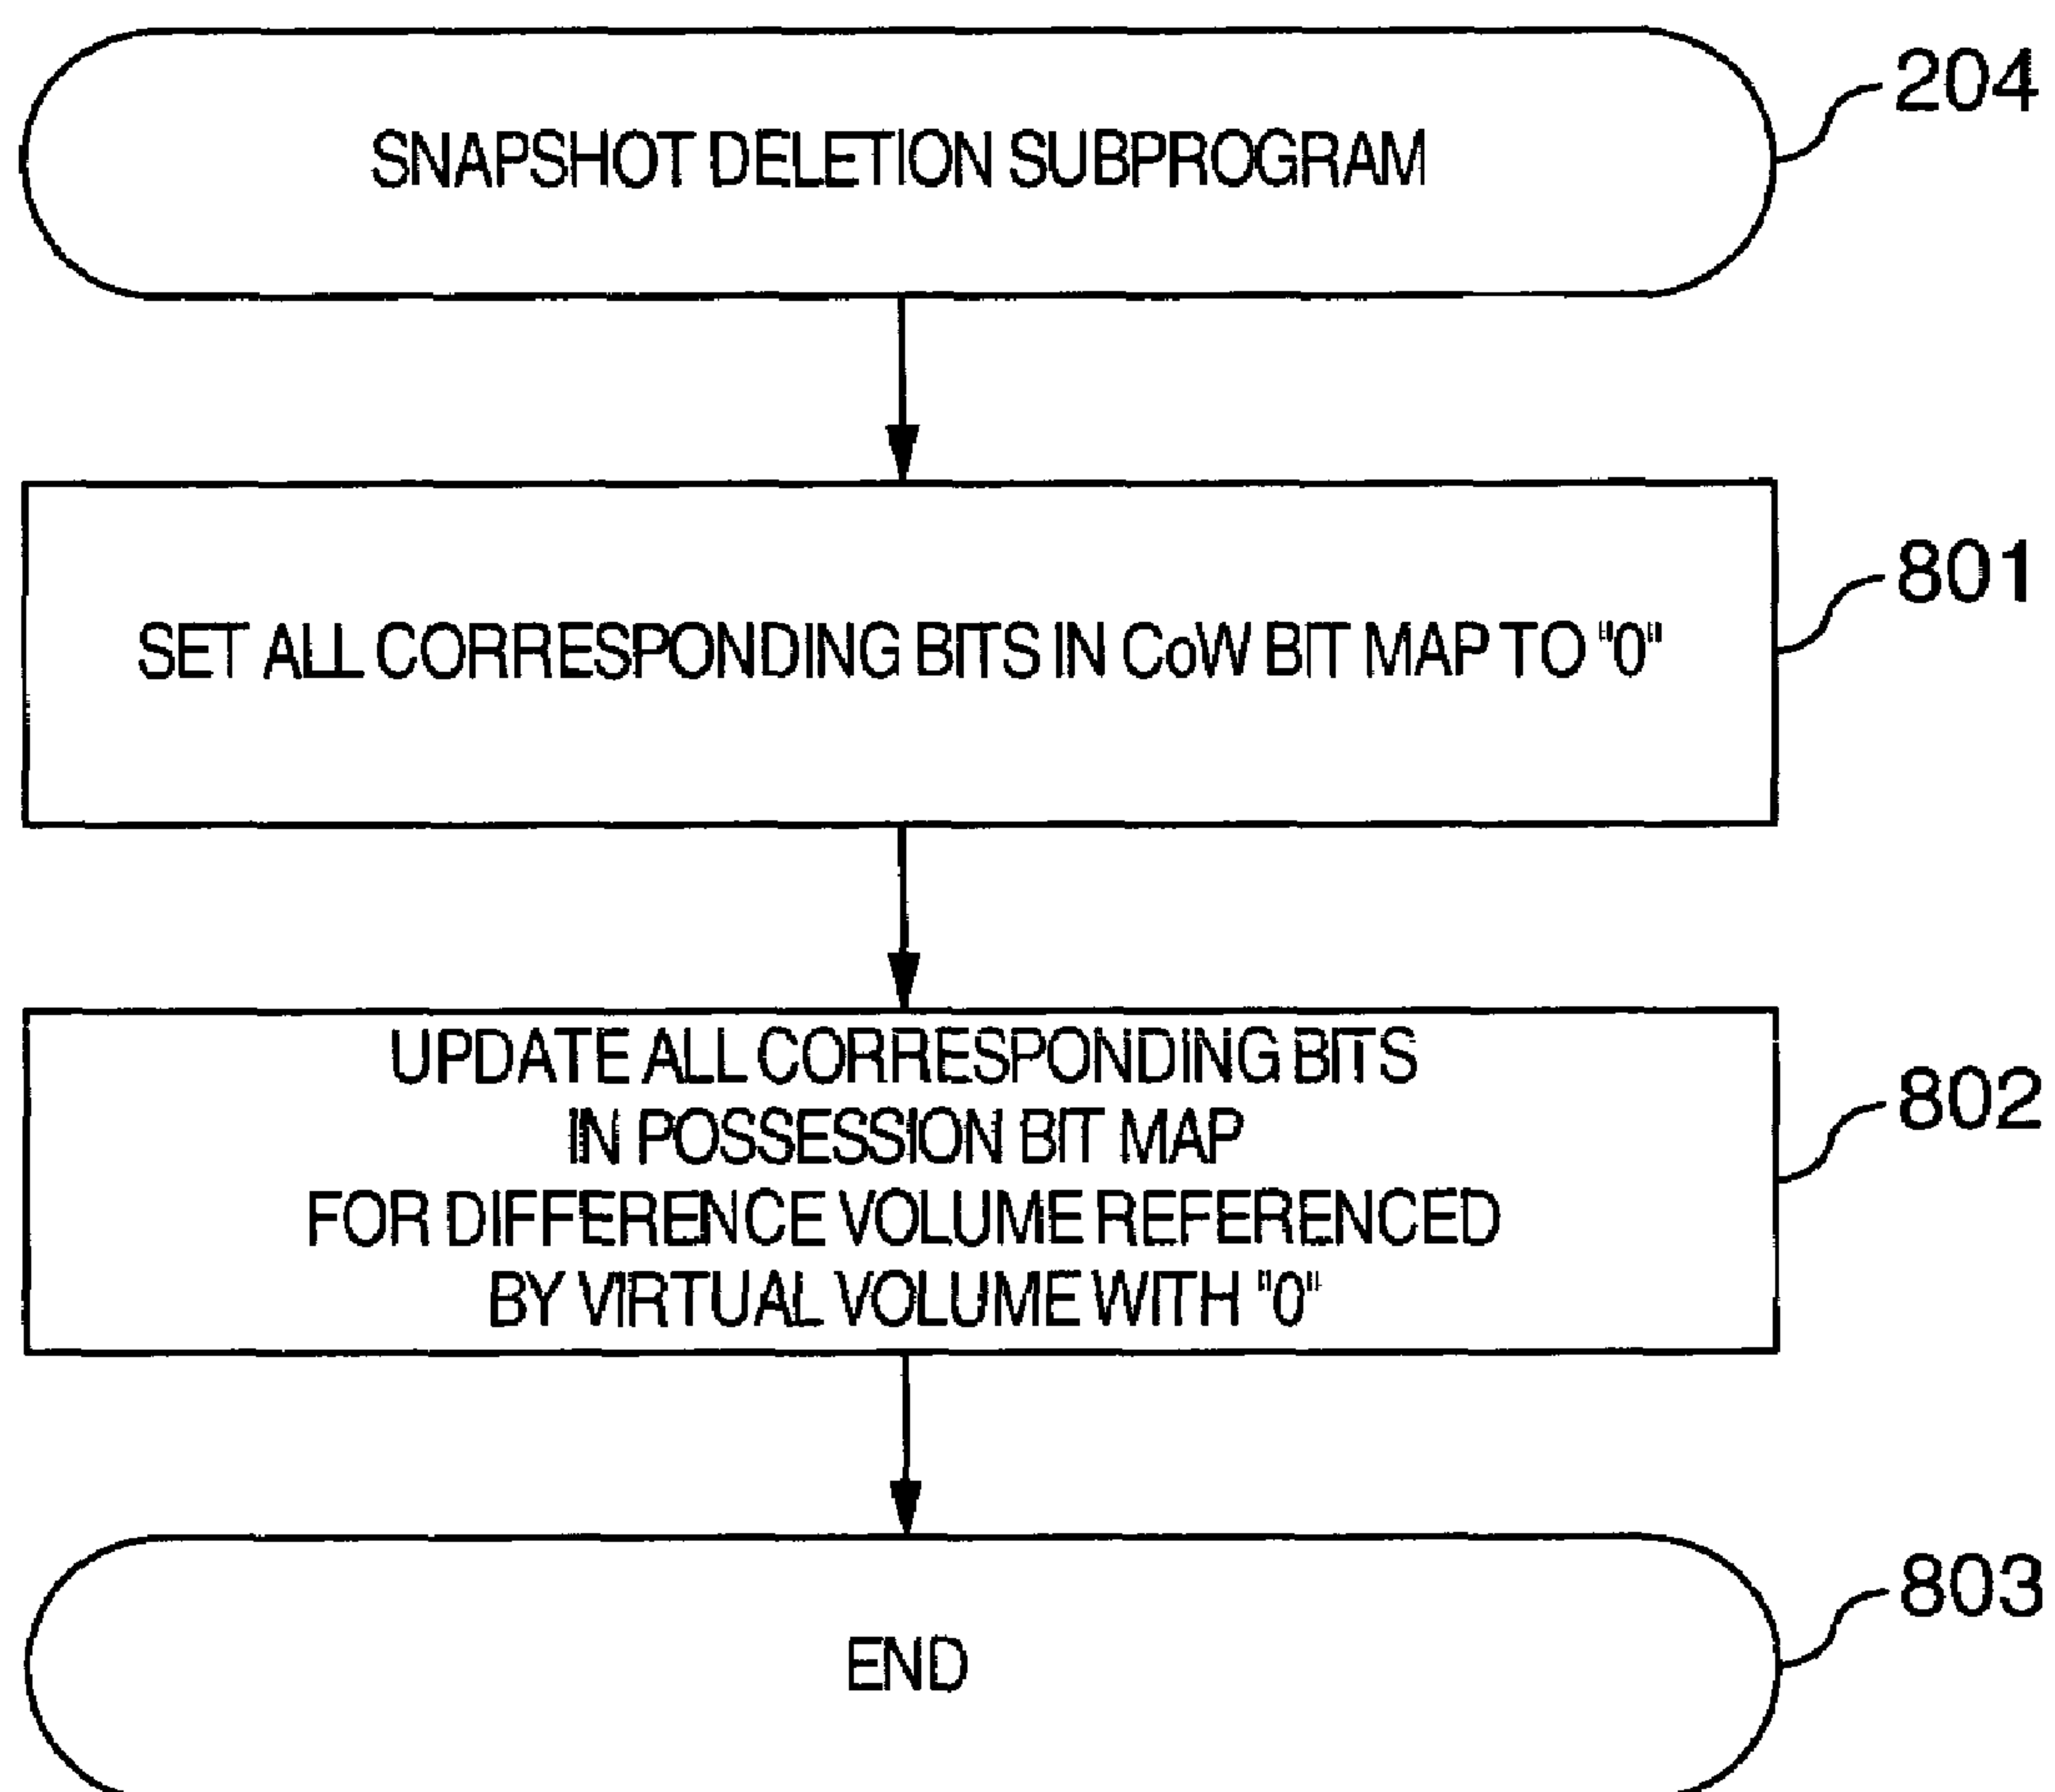 SNAPSHOT DELETION SUBPROGRAM
204
SET ALL CORRESPONDING BITS IN CoW BIT MAP TO "0"
801
UPDATE ALL CORRESPONDING BITS
IN POSSESSION BIT MAP
FOR DIFFERENCE VOLUME REFERENCED
BY VIRTUAL VOLUME WITH "0"
802
END
803